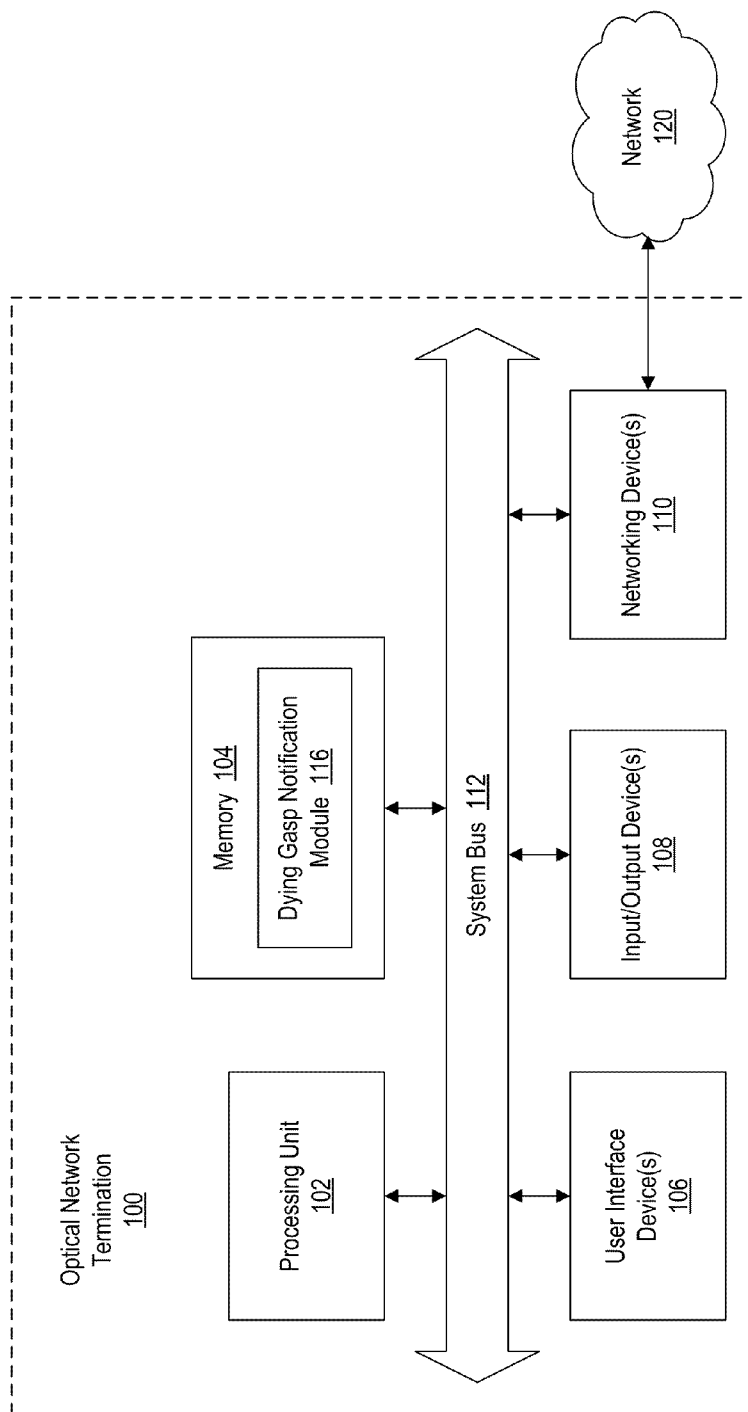 Optical Network
Termination
100
Processing Unit
102
Memory 104
Dying Gasp Notification
Module 116
System Bus 112
User Interface
Device(s)
106
Input/Output Device(s)
108
Networking Device(s)
110
Network
120